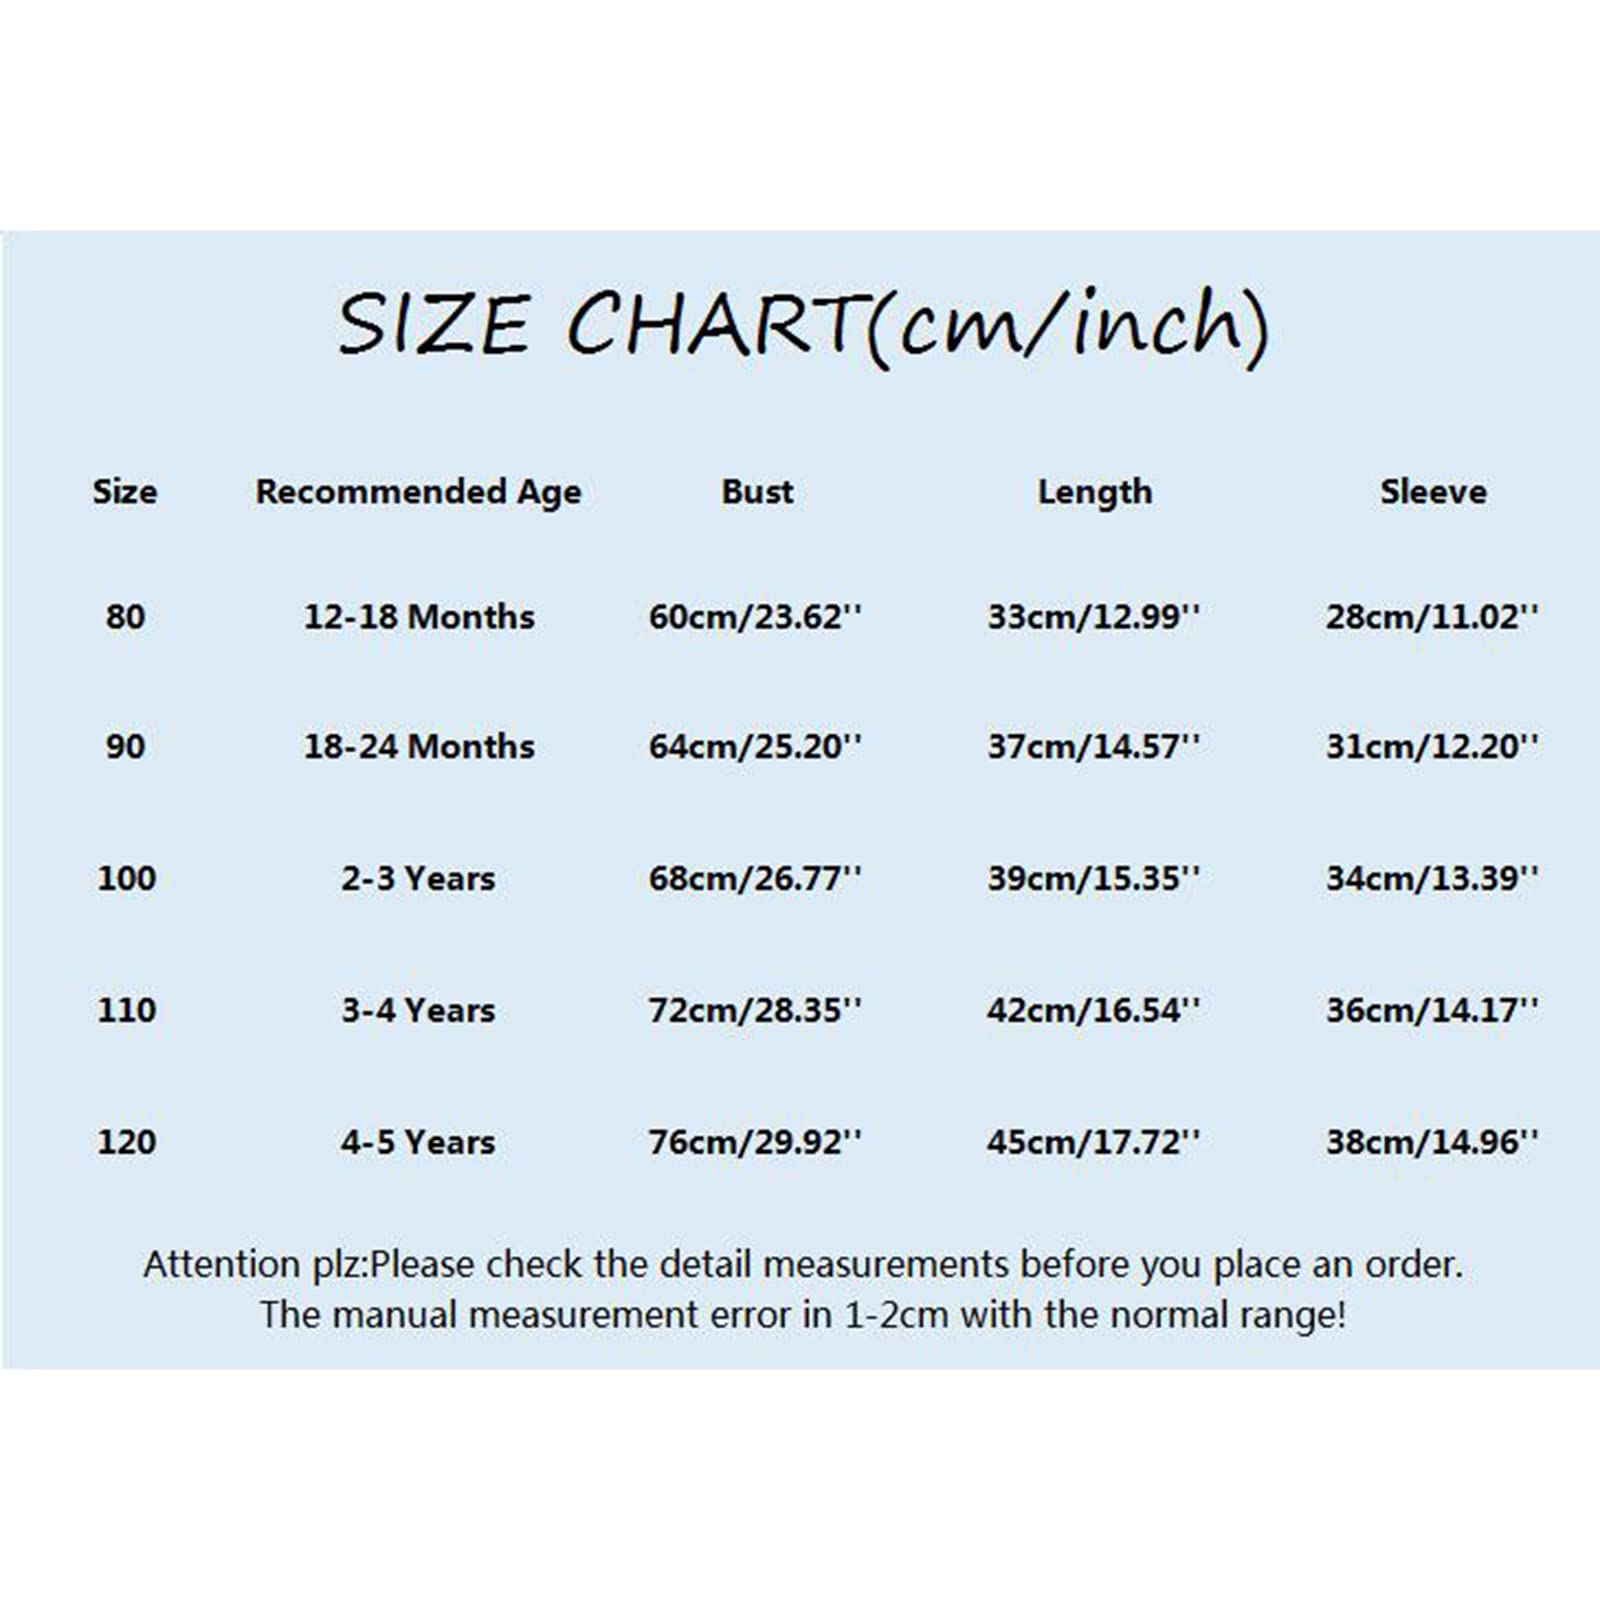 SIZE CHART(cm/inch)
Size Recommended Age Bust Length Sleeve
80 12-18 Months 60cm/23.62'' 33cm/12.99'' 28cm/11.02''
90 18-24 Months 64cm/25.20'' 37cm/14.57'' 31cm/12.20''
100 2-3 Years 68cm/26.77'' 39cm/15.35'' 34cm/13.39''
110 3-4 Years 72cm/28.35'' 42cm/16.54'' 36cm/14.17''
120 4-5 Years 76cm/29.92'' 45cm/17.72'' 38cm/14.96''
Attention plz:Please check the detail measurements before you place an order.
The manual measurement error in 1-2cm with the normal range!